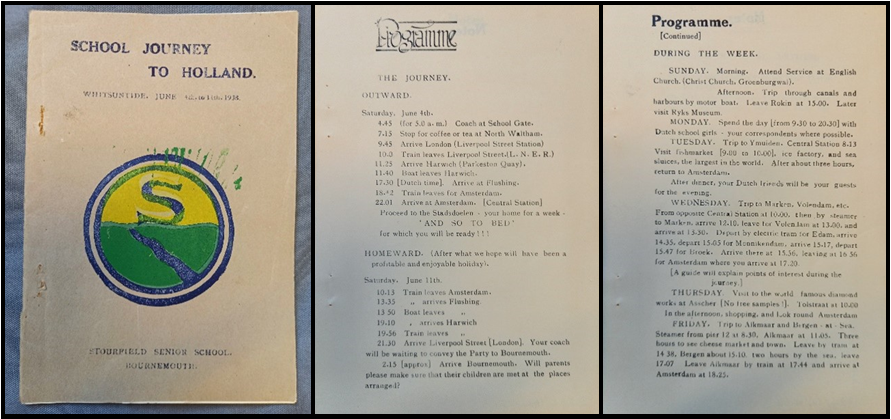 SCHOOL JOURNEY
TO HOLLAND.
WHITSUNTIDE, JUNE 4th, to 11th, 1938.
S
STOURFIELD SENIOR SCHOOL.
BOURNEMOUTH.
Programme
THE JOURNEY.
OUTWARD.
Saturday. June 4th.
4.45 (for 5.0 a.m.) Coach at School Gate.
7.15 Stop for coffee or tea at North Waltham.
9.45 Arrive London (Liverpool Street Station)
10.0 Train leaves Liverpool Street.(L. N. E. R.)
11.25 Arrive Harwich (Parkeston Quay).
11.40 Boat leaves Harwich.
17.30 [Dutch time]. Arrive at Flushing.
18.42 Train leaves for Amsterdam.
22.01 Arrive at Amsterdam. [Central Station]
Proceed to the Stadsdoelen - your home for a week -
"AND SO TO BED"
for which you will be ready!!!
HOMEWARD. (After what we hope will have been a
profitable and enjoyable holiday).
Saturday. June 11th.
10.13 Train leaves Amsterdam.
13.35 „ arrives Flushing.
13 50 Boat leaves „
19.10 „ arrives Harwich
19.56 Train leaves „
21.30 Arrive Liverpool Street [London]. Your coach
will be waiting to convey the Party to Bournemouth.
2.15 [approx] Arrive Bournemouth. Will parents
please make sure that their children are met at the places
arranged?
Programme.
[Continued]
DURING THE WEEK.
SUNDAY. Morning. Attend Service at English
Church. (Christ Church, Groenburgwal).
Afternoon. Trip through canals and
harbours by motor boat. Leave Rokin at 15.00. Later
visit Ryks Museum.
MONDAY. Spend the day [from 9.30 to 20.30] with
Dutch school girls - your correspondents where possible.
TUESDAY. Trip to Ymuiden. Central Station 8.13
Visit fishmarket [9.00 to 10.00], ice factory, and sea
sluices, the largest in the world. After about three hours,
return to Amsterdam.
After dinner, your Dutch friends will be your guests
for the evening.
WEDNESDAY. Trip to Marken, Volendam, etc.
From opposite Central Station at 10.00, then by steamer
to Marken, arrive 12.10, leave for Volendam at 13.00, and
arrive at 13.30. Depart by electric tram for Edam, arrive
14.35, depart 15.05 for Monnikendam, arrive 15.17, depart
15.47 for Broek. Arrive there at 15.56, leaving at 16 56
for Amsterdam where you arrive at 17.20.
[A guide will explain points of interest during the
journey.]
THURSDAY. Visit to the world famous diamond
works at Asscher [No free samples!]. Tolstraat at 10.00
In the afternoon, shopping, and look round Amsterdam
FRIDAY. Trip to Alkmaar and Bergen - at - Sea.
Steamer from pier 12 at 8.30. Alkmaar at 11.05. Three
hours to see cheese market and town. Leave by train at
14 38, Bergen about 15.10, two hours by the sea, leave
17.07 Leave Alkmaar by train at 17.44 and arrive at
Amsterdam at 18.25.